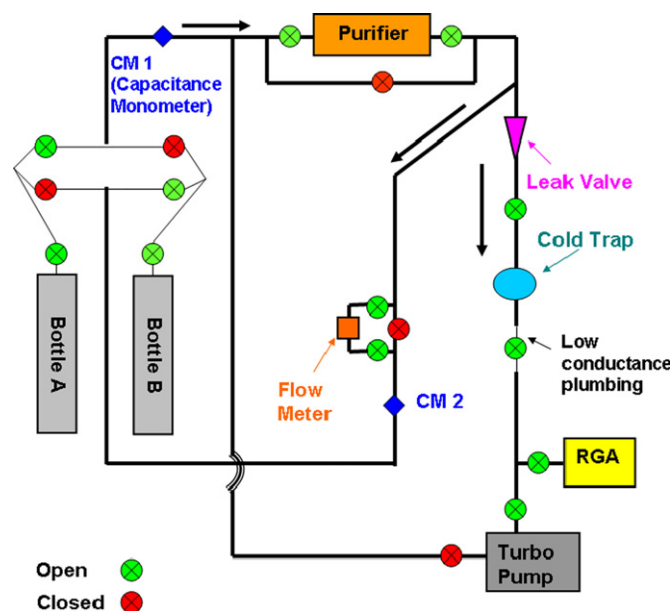 Purifier
CM 1
(Capacitance
Monometer)
Leak Valve
Cold Trap
Bottle A
Bottle B
Low
conductance
plumbing
Flow
Meter
CM 2
RGA
Turbo
Pump
Open
Closed